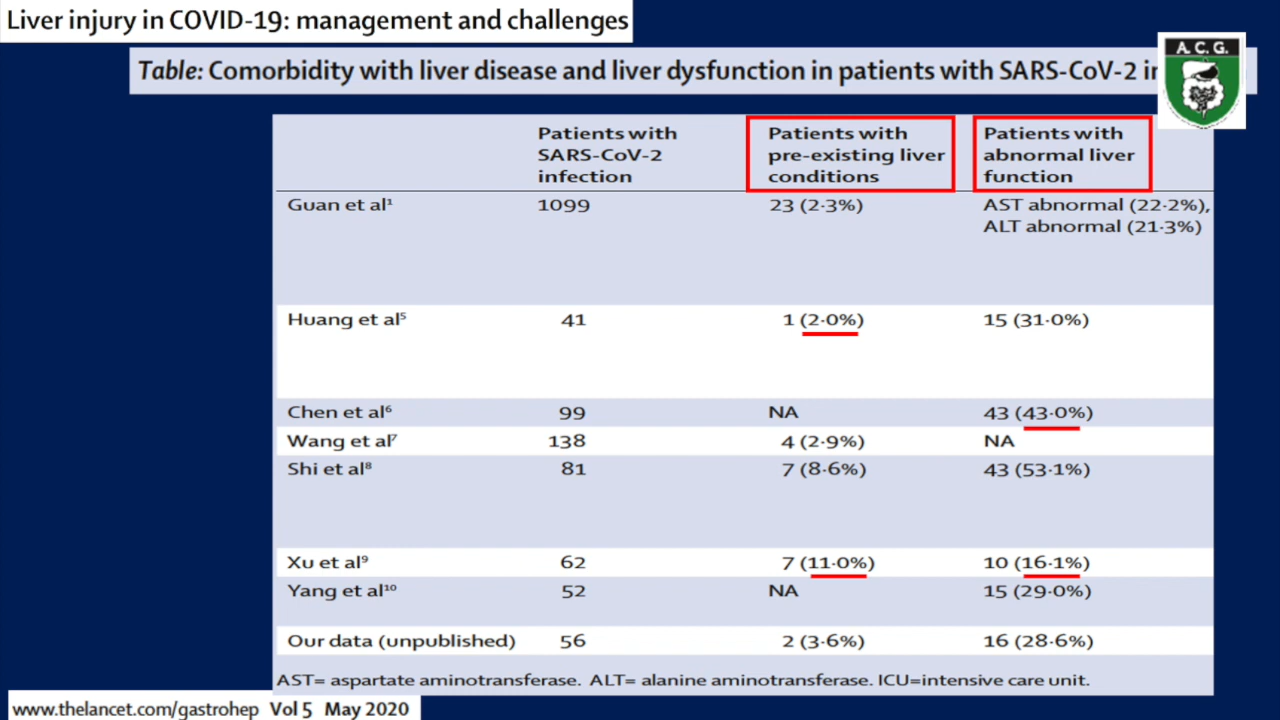 Liver injury in COVID-19: management and challenges
Table: Comorbidity with liver disease and liver dysfunction in patients with SARS-CoV-2 in
A.C.G.
Patients with SARS-CoV-2 infection
Patients with pre-existing liver conditions
Patients with abnormal liver function
Guan et al¹ 1099 23 (2·3%) AST abnormal (22·2%),
ALT abnormal (21·3%)
Huang et al⁵ 41 1 (2·0%) 15 (31·0%)
Chen et al⁶ 99 NA 43 (43·0%)
Wang et al⁷ 138 4 (2·9%) NA
Shi et al⁸ 81 7 (8·6%) 43 (53·1%)
Xu et al⁹ 62 7 (11·0%) 10 (16·1%)
Yang et al¹⁰ 52 NA 15 (29·0%)
Our data (unpublished) 56 2 (3·6%) 16 (28·6%)
AST= aspartate aminotransferase. ALT= alanine aminotransferase. ICU=intensive care unit.
www.thelancet.com/gastrohep Vol 5 May 2020